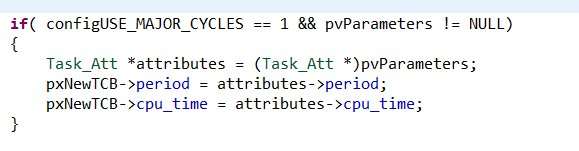 if( configUSE_MAJOR_CYCLES == 1 && pvParameters != NULL)
{
    Task_Att *attributes = (Task_Att *)pvParameters;
    pxNewTCB->period = attributes->period;
    pxNewTCB->cpu_time = attributes->cpu_time;
}